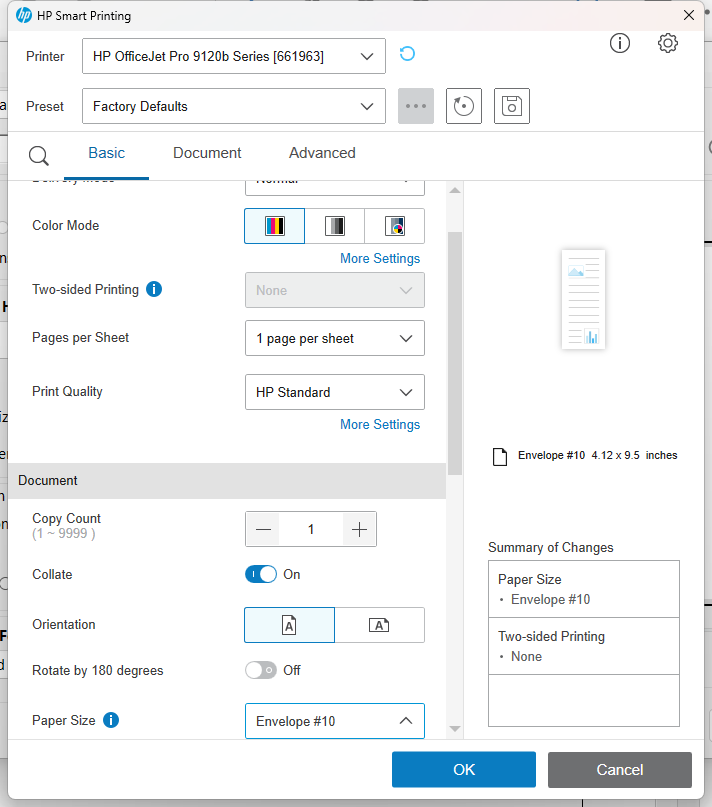 HP Smart Printing
Printer
HP OfficeJet Pro 9120b Series [661963]
Preset
Factory Defaults
Basic
Document
Advanced
Color Mode
More Settings
Two-sided Printing
None
Pages per Sheet
1 page per sheet
Print Quality
HP Standard
More Settings
Document
Copy Count
(1 ~ 9999 )
1
Collate
On
Orientation
Rotate by 180 degrees
Off
Paper Size
Envelope #10
Envelope #10 4.12 x 9.5 inches
Summary of Changes
Paper Size
• Envelope #10
Two-sided Printing
• None
OK
Cancel